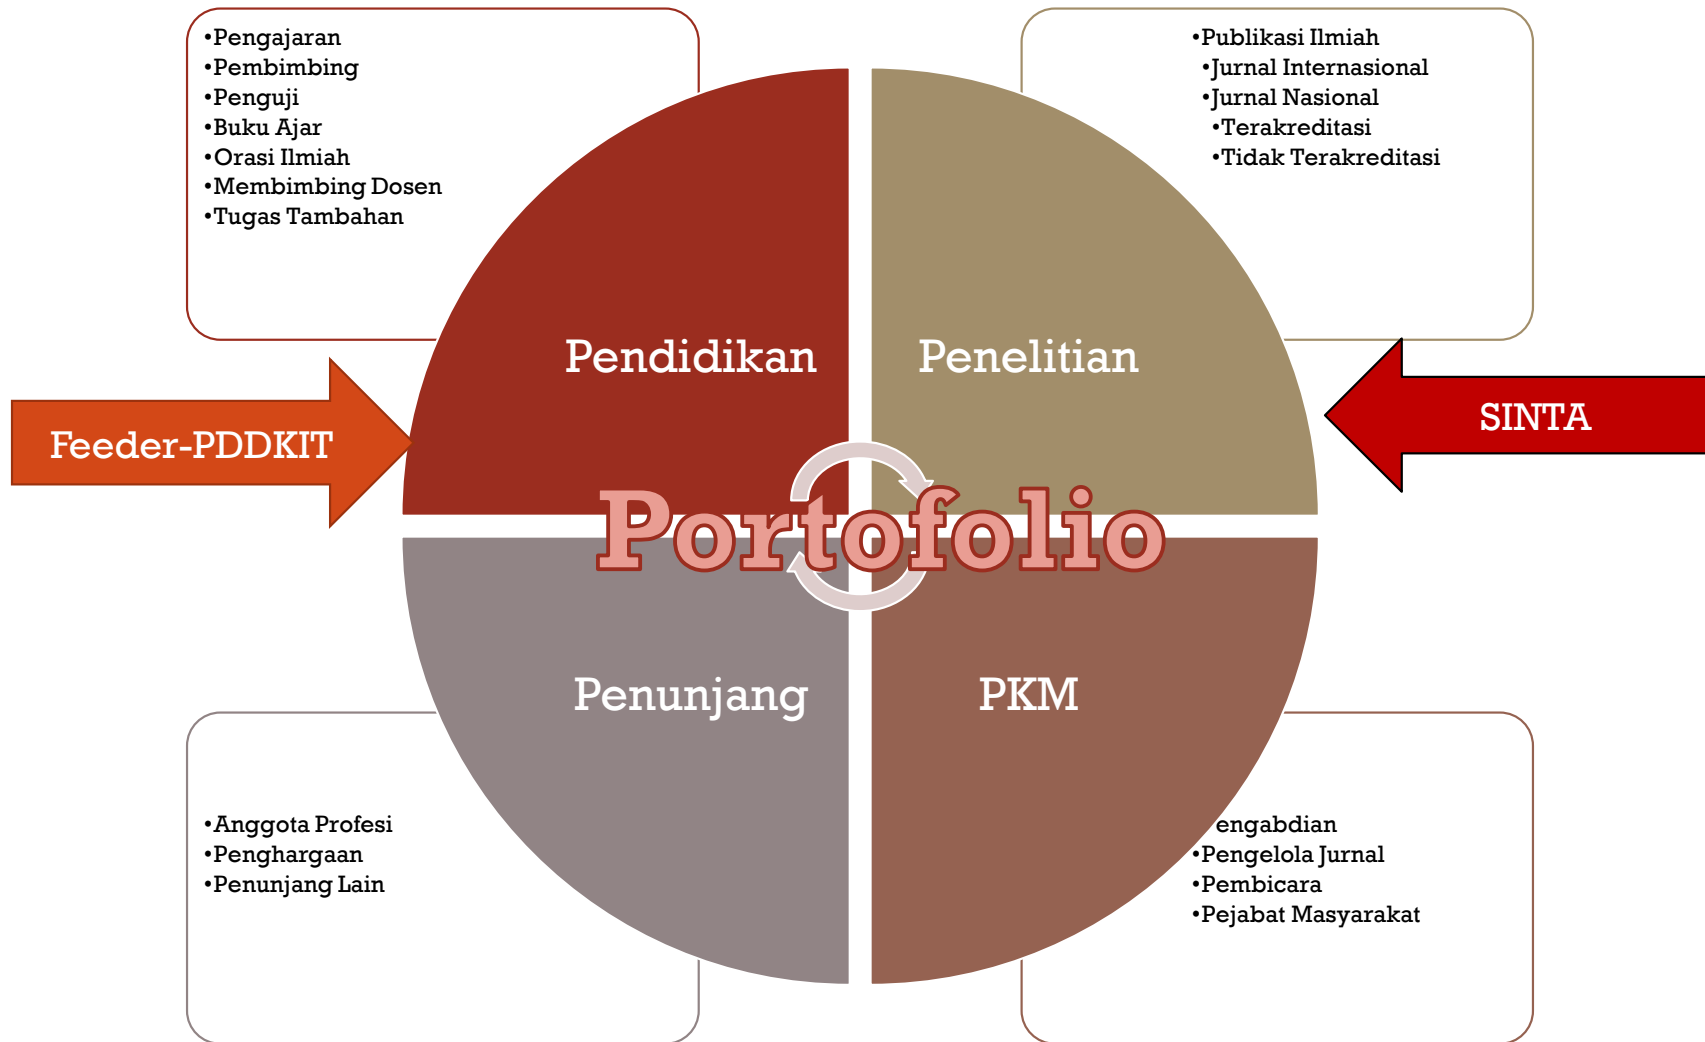 •Pengajaran
•Pembimbing
•Penguji
•Buku Ajar
•Orasi Ilmiah
•Membimbing Dosen
•Tugas Tambahan
•Publikasi Ilmiah
•Jurnal Internasional
•Jurnal Nasional
•Terakreditasi
•Tidak Terakreditasi
Pendidikan
Penelitian
Feeder-PDDKIT
SINTA
Portofolio
Penunjang
PKM
•Anggota Profesi
•Penghargaan
•Penunjang Lain
engabdian
•Pengelola Jurnal
•Pembicara
•Pejabat Masyarakat